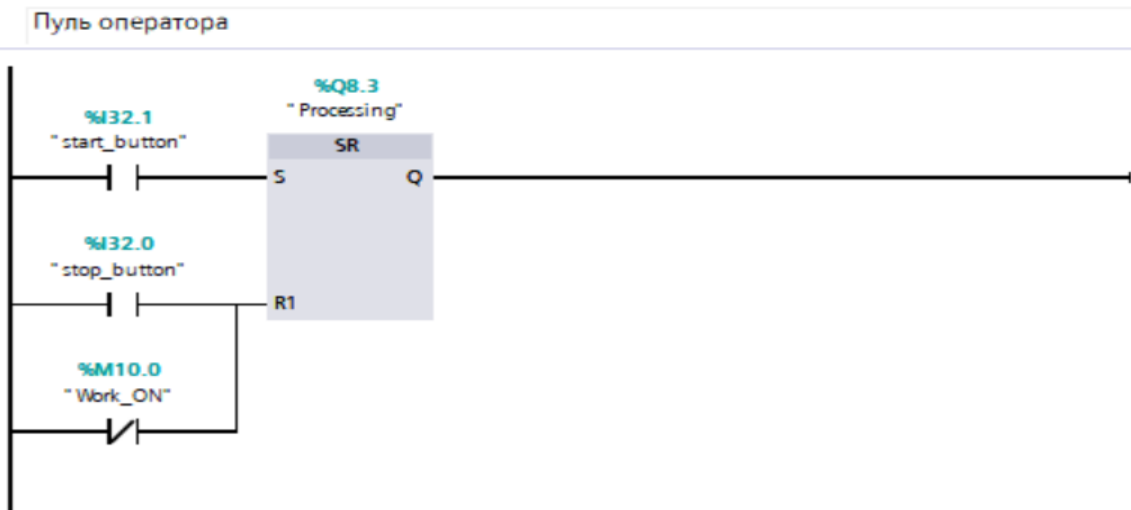 Пуль оператора
%Q8.3
"Processing"
%I32.1
"start_button"
SR
S
Q
%I32.0
"stop_button"
R1
%M10.0
"Work_ON"